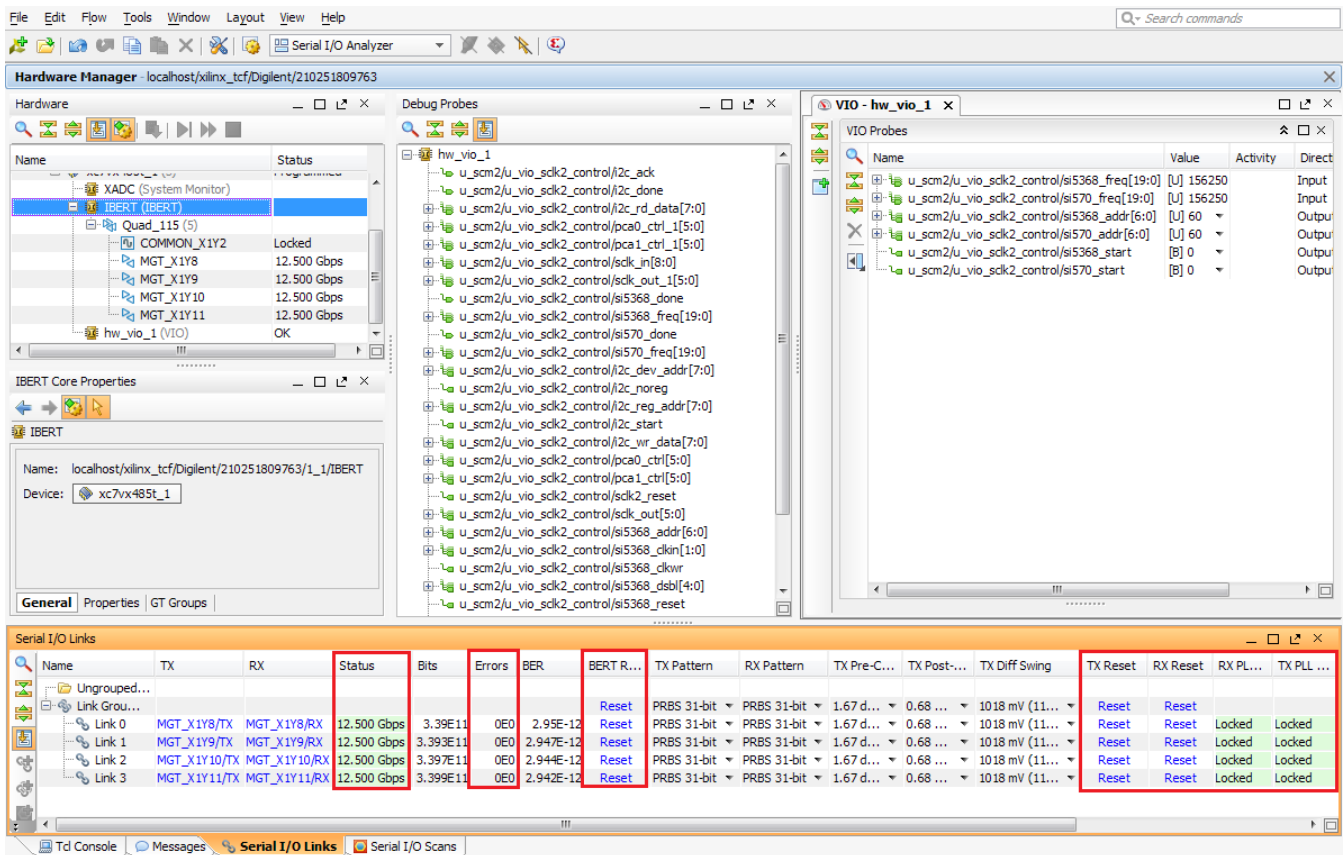 File Edit Flow Tools Window Layout View Help
Search commands
Serial I/O Analyzer
Hardware Manager - localhost/xilinx_tcf/Digilent/210251809763
Hardware
Name Status
XADC (System Monitor)
IBERT (IBERT)
Quad_115 (5)
COMMON_X1Y2 Locked
MGT_X1Y8 12.500 Gbps
MGT_X1Y9 12.500 Gbps
MGT_X1Y10 12.500 Gbps
MGT_X1Y11 12.500 Gbps
hw_vio_1 (VIO) OK
IBERT Core Properties
IBERT
Name: localhost/xilinx_tcf/Digilent/210251809763/1_1/IBERT
Device: xc7vx485t_1
General Properties GT Groups
Debug Probes
hw_vio_1
u_scm2/u_vio_sclk2_control/i2c_ack
u_scm2/u_vio_sclk2_control/i2c_done
u_scm2/u_vio_sclk2_control/i2c_rd_data[7:0]
u_scm2/u_vio_sclk2_control/pca0_ctrl_1[5:0]
u_scm2/u_vio_sclk2_control/pca1_ctrl_1[5:0]
u_scm2/u_vio_sclk2_control/sclk_in[8:0]
u_scm2/u_vio_sclk2_control/sclk_out_1[5:0]
u_scm2/u_vio_sclk2_control/si5368_done
u_scm2/u_vio_sclk2_control/si5368_freq[19:0]
u_scm2/u_vio_sclk2_control/si570_done
u_scm2/u_vio_sclk2_control/si570_freq[19:0]
u_scm2/u_vio_sclk2_control/i2c_dev_addr[7:0]
u_scm2/u_vio_sclk2_control/i2c_noreg
u_scm2/u_vio_sclk2_control/i2c_reg_addr[7:0]
u_scm2/u_vio_sclk2_control/i2c_start
u_scm2/u_vio_sclk2_control/i2c_wr_data[7:0]
u_scm2/u_vio_sclk2_control/pca0_ctrl[5:0]
u_scm2/u_vio_sclk2_control/pca1_ctrl[5:0]
u_scm2/u_vio_sclk2_control/sclk2_reset
u_scm2/u_vio_sclk2_control/sclk_out[5:0]
u_scm2/u_vio_sclk2_control/si5368_addr[6:0]
u_scm2/u_vio_sclk2_control/si5368_clkin[1:0]
u_scm2/u_vio_sclk2_control/si5368_clkwr
u_scm2/u_vio_sclk2_control/si5368_dsbl[4:0]
u_scm2/u_vio_sclk2_control/si5368_reset
VIO - hw_vio_1
VIO Probes
Name Value Activity Direct
u_scm2/u_vio_sclk2_control/si5368_freq[19:0] [U] 156250 Input
u_scm2/u_vio_sclk2_control/si570_freq[19:0] [U] 156250 Input
u_scm2/u_vio_sclk2_control/si5368_addr[6:0] [U] 60 Outpu
u_scm2/u_vio_sclk2_control/si570_addr[6:0] [U] 60 Outpu
u_scm2/u_vio_sclk2_control/si5368_start [B] 0 Outpu
u_scm2/u_vio_sclk2_control/si570_start [B] 0 Outpu
Serial I/O Links
Name TX RX Status Bits Errors BER BERT R... TX Pattern RX Pattern TX Pre-C... TX Post-... TX Diff Swing TX Reset RX Reset RX PL... TX PLL ...
Ungrouped...
Link Grou... Reset PRBS 31-bit PRBS 31-bit 1.67 d... 0.68 ... 1018 mV (11... Reset Reset
Link 0 MGT_X1Y8/TX MGT_X1Y8/RX 12.500 Gbps 3.39E11 0E0 2.95E-12 Reset PRBS 31-bit PRBS 31-bit 1.67 d... 0.68 ... 1018 mV (11... Reset Reset Locked Locked
Link 1 MGT_X1Y9/TX MGT_X1Y9/RX 12.500 Gbps 3.393E11 0E0 2.947E-12 Reset PRBS 31-bit PRBS 31-bit 1.67 d... 0.68 ... 1018 mV (11... Reset Reset Locked Locked
Link 2 MGT_X1Y10/TX MGT_X1Y10/RX 12.500 Gbps 3.397E11 0E0 2.944E-12 Reset PRBS 31-bit PRBS 31-bit 1.67 d... 0.68 ... 1018 mV (11... Reset Reset Locked Locked
Link 3 MGT_X1Y11/TX MGT_X1Y11/RX 12.500 Gbps 3.399E11 0E0 2.942E-12 Reset PRBS 31-bit PRBS 31-bit 1.67 d... 0.68 ... 1018 mV (11... Reset Reset Locked Locked
Tcl Console Messages Serial I/O Links Serial I/O Scans